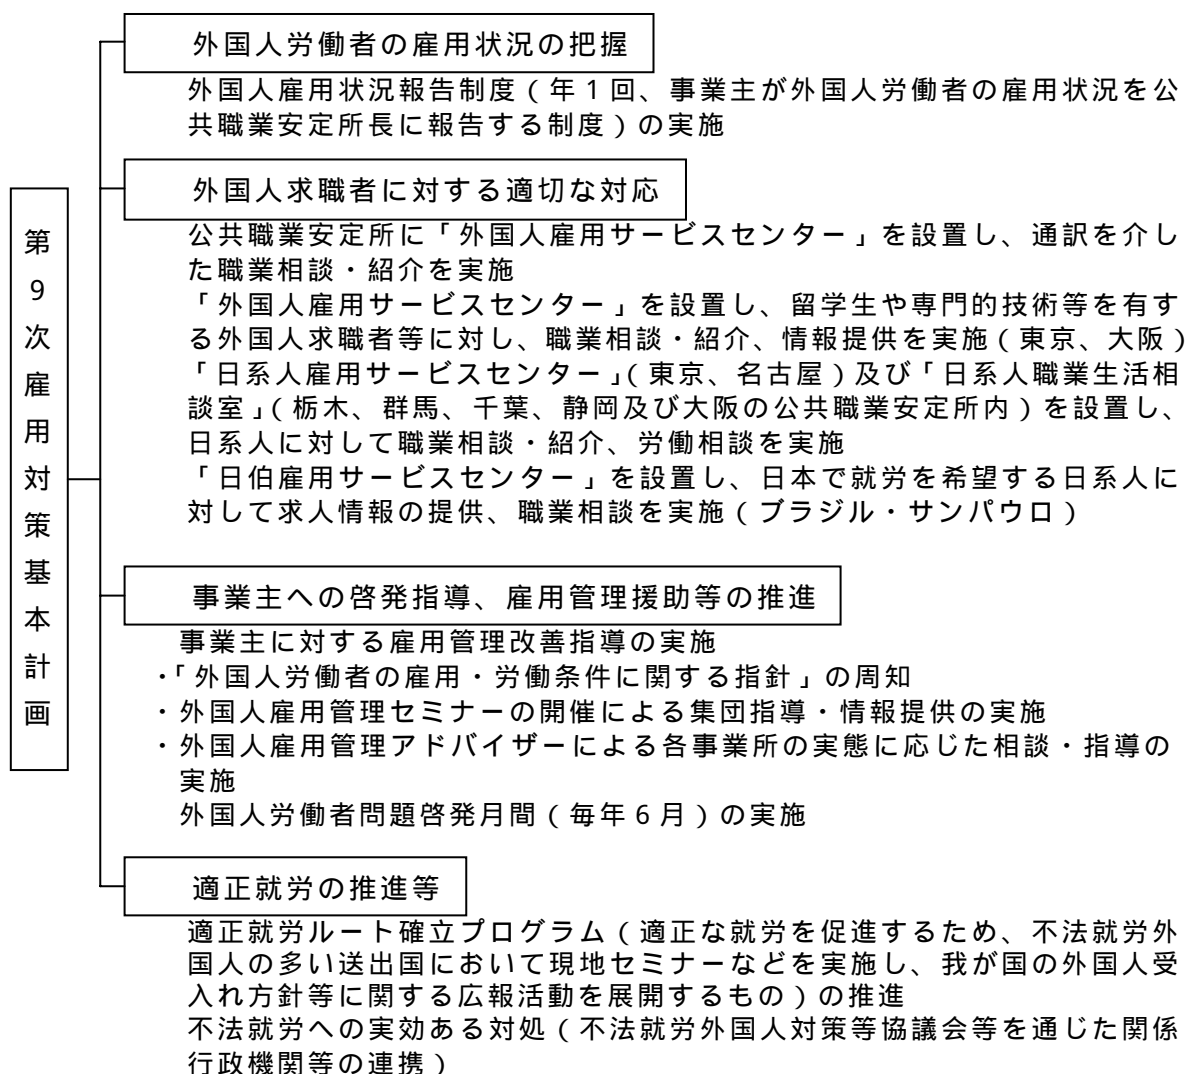 外国人労働者の雇用状況の把握
外国人雇用状況報告制度(年1回、事業主が外国人労働者の雇用状況を公
共職業安定所長に報告する制度)の実施
外国人求職者に対する適切な対応
公共職業安定所に「外国人雇用サービスセンター」を設置し、通訳を介し
た職業相談・紹介を実施
「外国人雇用サービスセンター」を設置し、留学生や専門的技術等を有す
る外国人求職者等に対し、職業相談・紹介、情報提供を実施(東京、大阪)
「日系人雇用サービスセンター」(東京、名古屋)及び「日系人職業生活相
談室」(栃木、群馬、千葉、静岡及び大阪の公共職業安定所内)を設置し、
日系人に対して職業相談・紹介、労働相談を実施
「日伯雇用サービスセンター」を設置し、日本で就労を希望する日系人に
対して求人情報の提供、職業相談を実施(ブラジル・サンパウロ)
第9次雇用対策基本計画
事業主への啓発指導、雇用管理援助等の推進
事業主に対する雇用管理改善指導の実施
・「外国人労働者の雇用・労働条件に関する指針」の周知
・外国人雇用管理セミナーの開催による集団指導・情報提供の実施
・外国人雇用管理アドバイザーによる各事業所の実態に応じた相談・指導の
実施
外国人労働者問題啓発月間(毎年6月)の実施
適正就労の推進等
適正就労ルート確立プログラム(適正な就労を促進するため、不法就労外
国人の多い送出国において現地セミナーなどを実施し、我が国の外国人受
入れ方針等に関する広報活動を展開するもの)の推進
不法就労への実効ある対処(不法就労外国人対策等協議会等を通じた関係
行政機関等の連携)